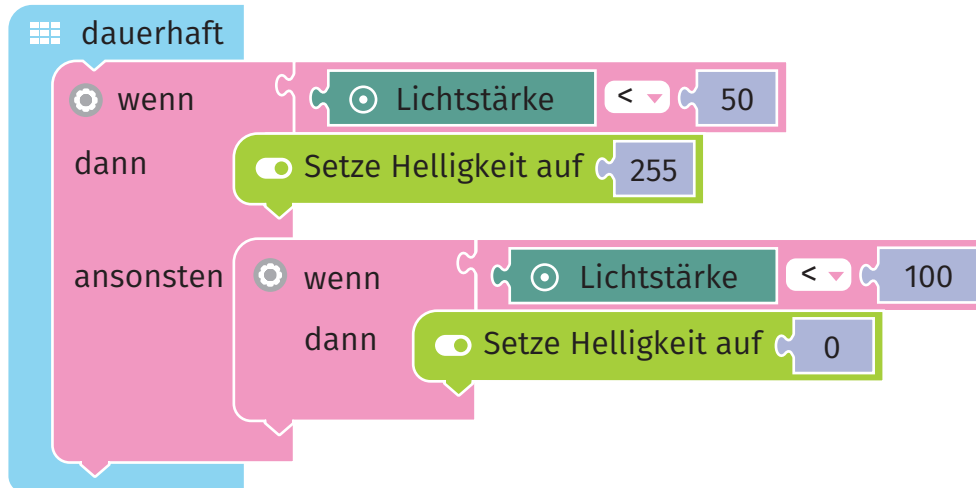 dauerhaft
wenn Lichtstärke < 50
dann Setze Helligkeit auf 255
ansonsten wenn Lichtstärke < 100
dann Setze Helligkeit auf 0